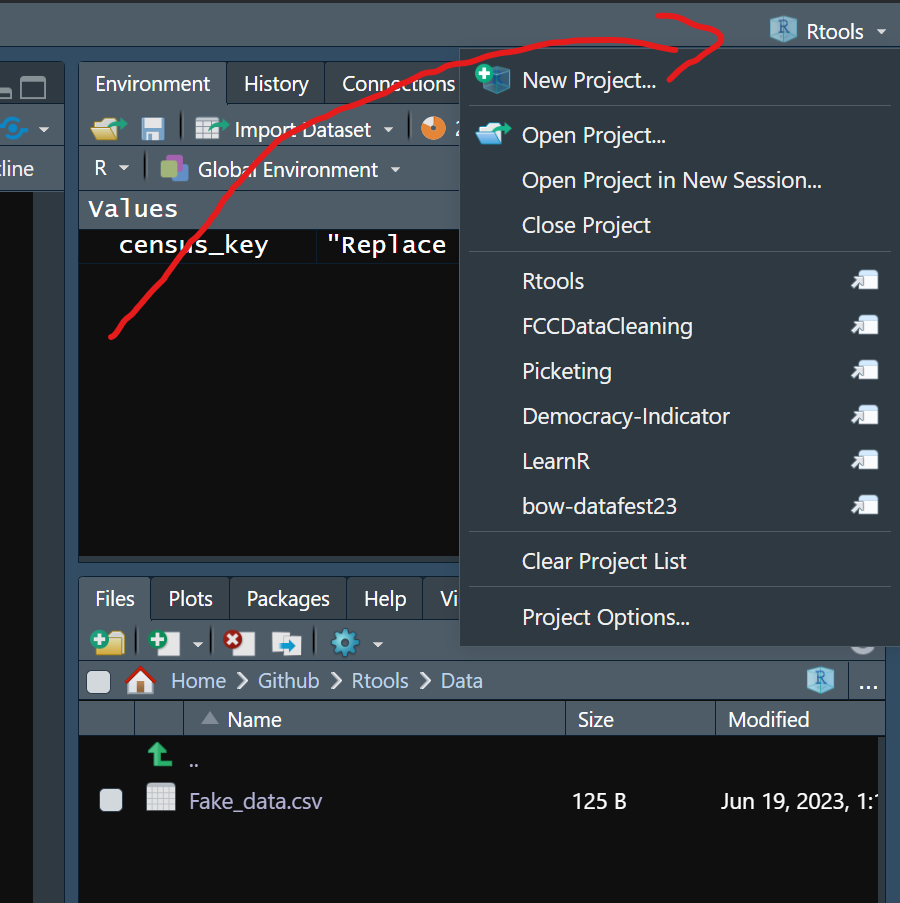 Rtools
Environment History Connections
New Project...
Import Dataset
Open Project...
line
R Global Environment
Open Project in New Session...
Values
Close Project
census_key "Replace
Rtools
FCCDataCleaning
Picketing
Democracy-Indicator
LearnR
bow-datafest23
Clear Project List
Files Plots Packages Help Vi
Project Options...
Home Github Rtools Data
...
Name Size Modified
..
Fake_data.csv 125 B Jun 19, 2023, 1: